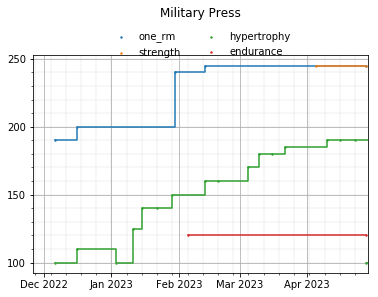 Military Press
one_rm hypertrophy
strength endurance
250
200
150
100
Dec 2022 Jan 2023 Feb 2023 Mar 2023 Apr 2023